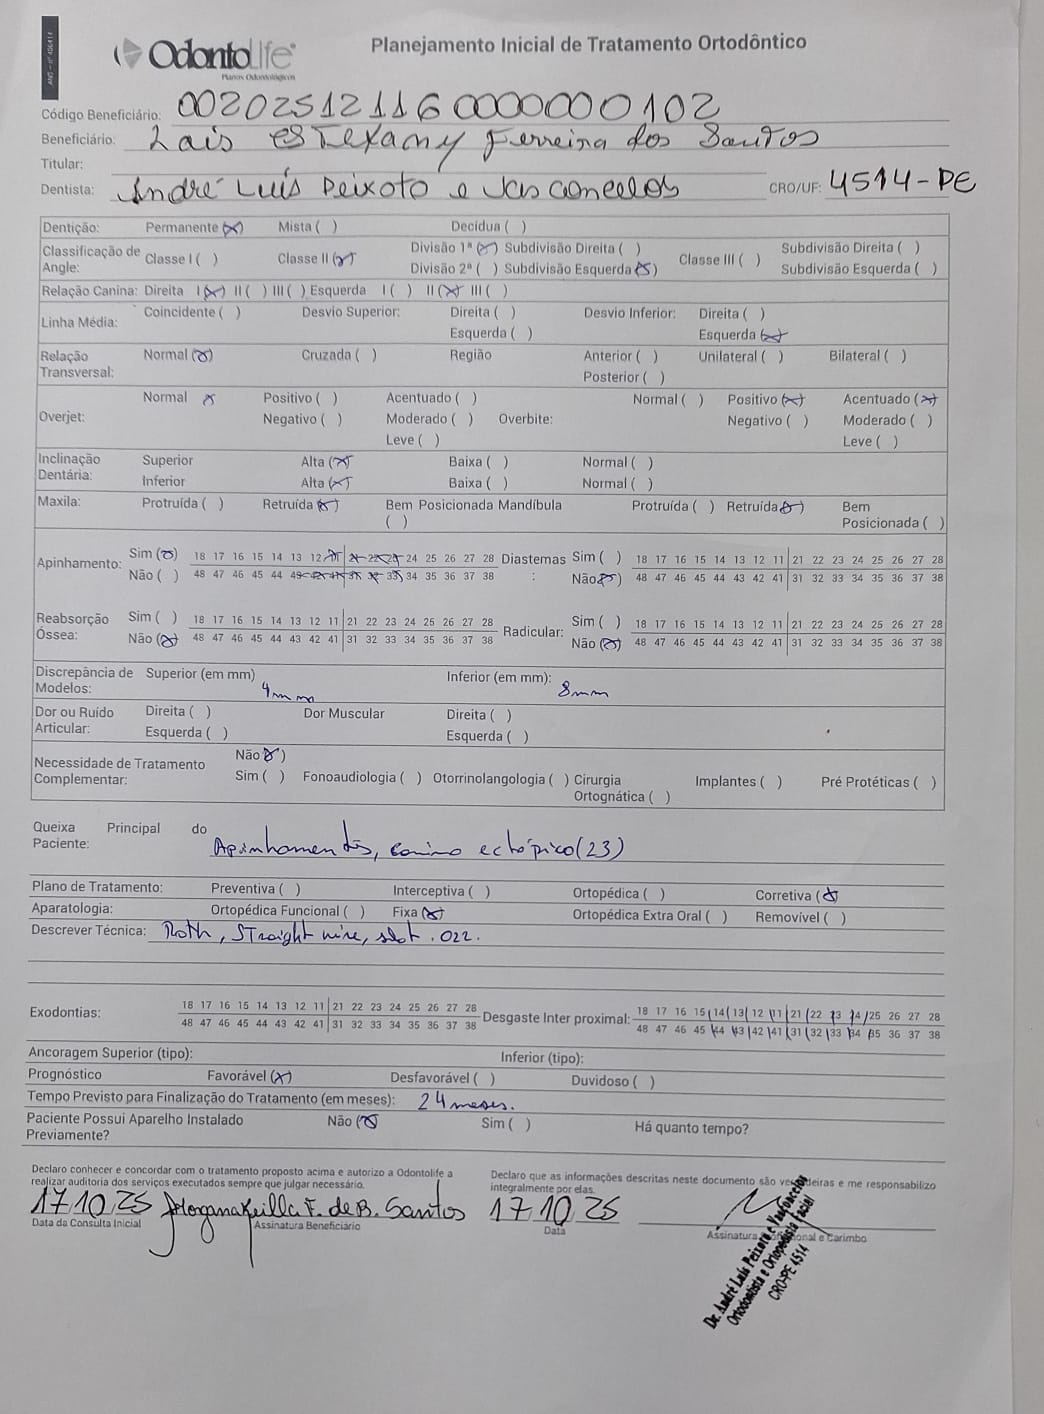 ANS - nº 406414
OdontoLife®
Planos Odontológicos
Planejamento Inicial de Tratamento Ortodôntico
Código Beneficiário: 00202512116000000000102
Beneficiário: Lais Estefany Ferreira dos Santos
Titular:
Dentista: André Luís Peixoto e Vasconcelos CRO/UF: 4514-PE
Dentição: Permanente (x) Mista ( ) Decídua ( )
Classificação de Angle: Classe I ( ) Classe II (x) Divisão 1ª (x) Subdivisão Direita ( ) Classe III ( ) Subdivisão Direita ( )
Divisão 2ª ( ) Subdivisão Esquerda (x) Subdivisão Esquerda ( )
Relação Canina: Direita I (x) II ( ) III ( ) Esquerda I ( ) II (x) III ( )
Linha Média: Coincidente ( ) Desvio Superior: Direita ( ) Desvio Inferior: Direita ( )
Esquerda ( ) Esquerda (x)
Relação Transversal: Normal (x) Cruzada ( ) Região Anterior ( ) Unilateral ( ) Bilateral ( )
Posterior ( )
Overjet: Normal x Positivo ( ) Acentuado ( ) Overbite: Normal ( ) Positivo (x) Acentuado (x)
Negativo ( ) Moderado ( ) Negativo ( ) Moderado ( )
Leve ( ) Leve ( )
Inclinação Dentária: Superior Alta (x) Baixa ( ) Normal ( )
Inferior Alta (x) Baixa ( ) Normal ( )
Maxila: Protruída ( ) Retruída (x) Bem Posicionada ( ) Mandíbula Protruída ( ) Retruída (x) Bem Posicionada ( )
Apinhamento: Sim (x) 18 17 16 15 14 13 12 11 21 22 23 24 25 26 27 28 Diastemas: Sim ( ) 18 17 16 15 14 13 12 11 21 22 23 24 25 26 27 28
Não ( ) 48 47 46 45 44 43 42 41 31 32 33 34 35 36 37 38 Não (x) 48 47 46 45 44 43 42 41 31 32 33 34 35 36 37 38
Reabsorção Óssea: Sim ( ) 18 17 16 15 14 13 12 11 21 22 23 24 25 26 27 28 Radicular: Sim ( ) 18 17 16 15 14 13 12 11 21 22 23 24 25 26 27 28
Não (x) 48 47 46 45 44 43 42 41 31 32 33 34 35 36 37 38 Não (x) 48 47 46 45 44 43 42 41 31 32 33 34 35 36 37 38
Discrepância de Modelos: Superior (em mm) 4mm Inferior (em mm): 8mm
Dor ou Ruído Articular: Direita ( ) Dor Muscular Direita ( )
Esquerda ( ) Esquerda ( )
Necessidade de Tratamento Complementar: Não (x)
Sim ( ) Fonoaudiologia ( ) Otorrinolangologia ( ) Cirurgia Ortognática ( ) Implantes ( ) Pré Protéticas ( )
Queixa Principal do Paciente: Apinhamentos, canino ectópico (23)
Plano de Tratamento: Preventiva ( ) Interceptiva ( ) Ortopédica ( ) Corretiva (x)
Aparatologia: Ortopédica Funcional ( ) Fixa (x) Ortopédica Extra Oral ( ) Removível ( )
Descrever Técnica: Roth, Straight wire, slot .022.
Exodontias: 18 17 16 15 14 13 12 11 21 22 23 24 25 26 27 28 Desgaste Inter proximal: 18 17 16 15 14 13 12 11 21 22 23 24 25 26 27 28
48 47 46 45 44 43 42 41 31 32 33 34 35 36 37 38 48 47 46 45 44 43 42 41 31 32 33 34 35 36 37 38
Ancoragem Superior (tipo): Inferior (tipo):
Prognóstico Favorável (x) Desfavorável ( ) Duvidoso ( )
Tempo Previsto para Finalização do Tratamento (em meses): 24 meses.
Paciente Possui Aparelho Instalado Previamente? Não (x) Sim ( ) Há quanto tempo?
Declaro conhecer e concordar com o tratamento proposto acima e autorizo a Odontolife a
realizar auditoria dos serviços executados sempre que julgar necessário.
Declaro que as informações descritas neste documento são verdadeiras e me responsabilizo
integralmente por elas.
17 10 25 Morgana Keilla F. de B. Santos 17 10 25
Data da Consulta Inicial Assinatura Beneficiário Data Assinatura Profissional e Carimbo
Dr. André Luís Peixoto e Vasconcelos
Ortodontista e Ortopedista Facial
CRO-PE 4514